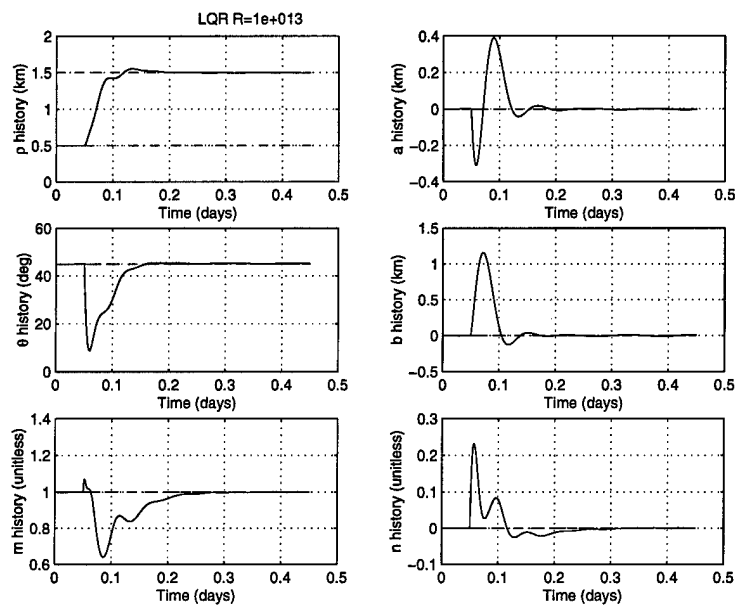 LQR R=1e+013
2
1.5
1
0.5
0
ρ history (km)
0 0.1 0.2 0.3 0.4 0.5
Time (days)
0.4
0.2
0
−0.2
−0.4
a history (km)
0 0.1 0.2 0.3 0.4 0.5
Time (days)
60
40
20
0
θ history (deg)
0 0.1 0.2 0.3 0.4 0.5
Time (days)
1.5
1
0.5
0
−0.5
b history (km)
0 0.1 0.2 0.3 0.4 0.5
Time (days)
1.4
1.2
1
0.8
0.6
m history (unitless)
0 0.1 0.2 0.3 0.4 0.5
Time (days)
0.3
0.2
0.1
0
−0.1
n history (unitless)
0 0.1 0.2 0.3 0.4 0.5
Time (days)